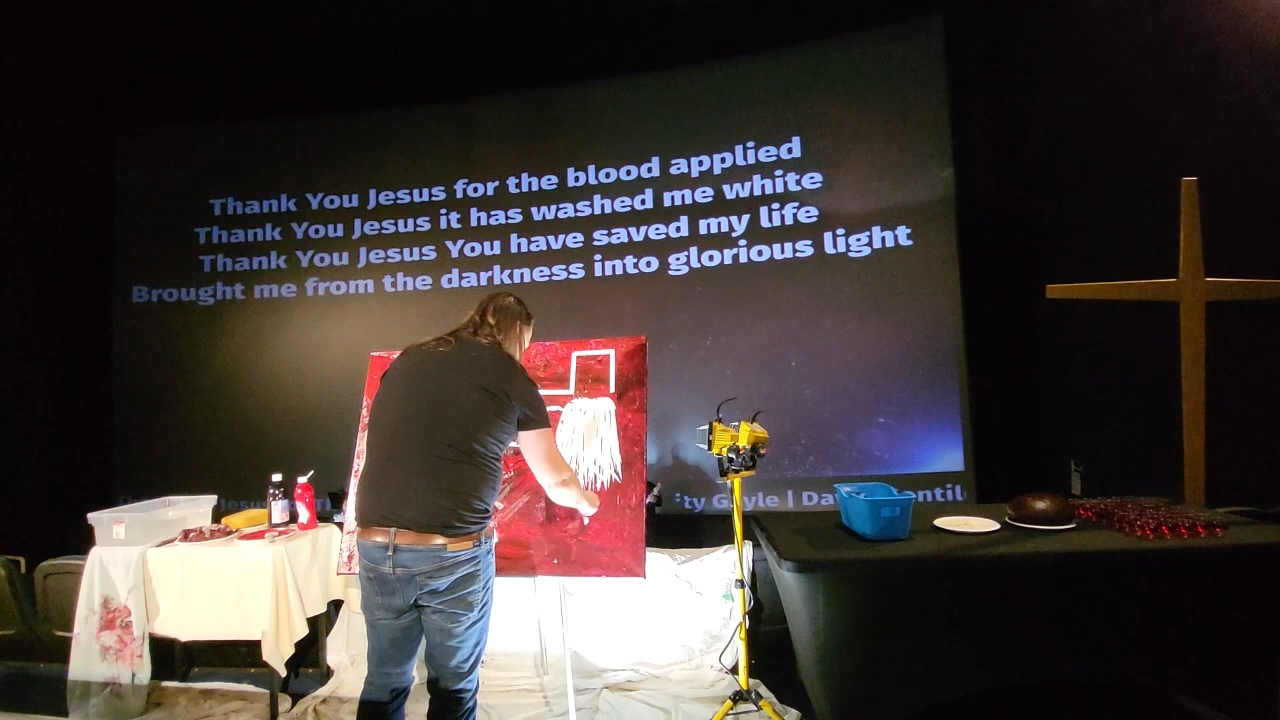 Thank You Jesus for the blood applied
Thank You Jesus it has washed me white
Thank You Jesus You have saved my life
Brought me from the darkness into glorious light
Gayle |